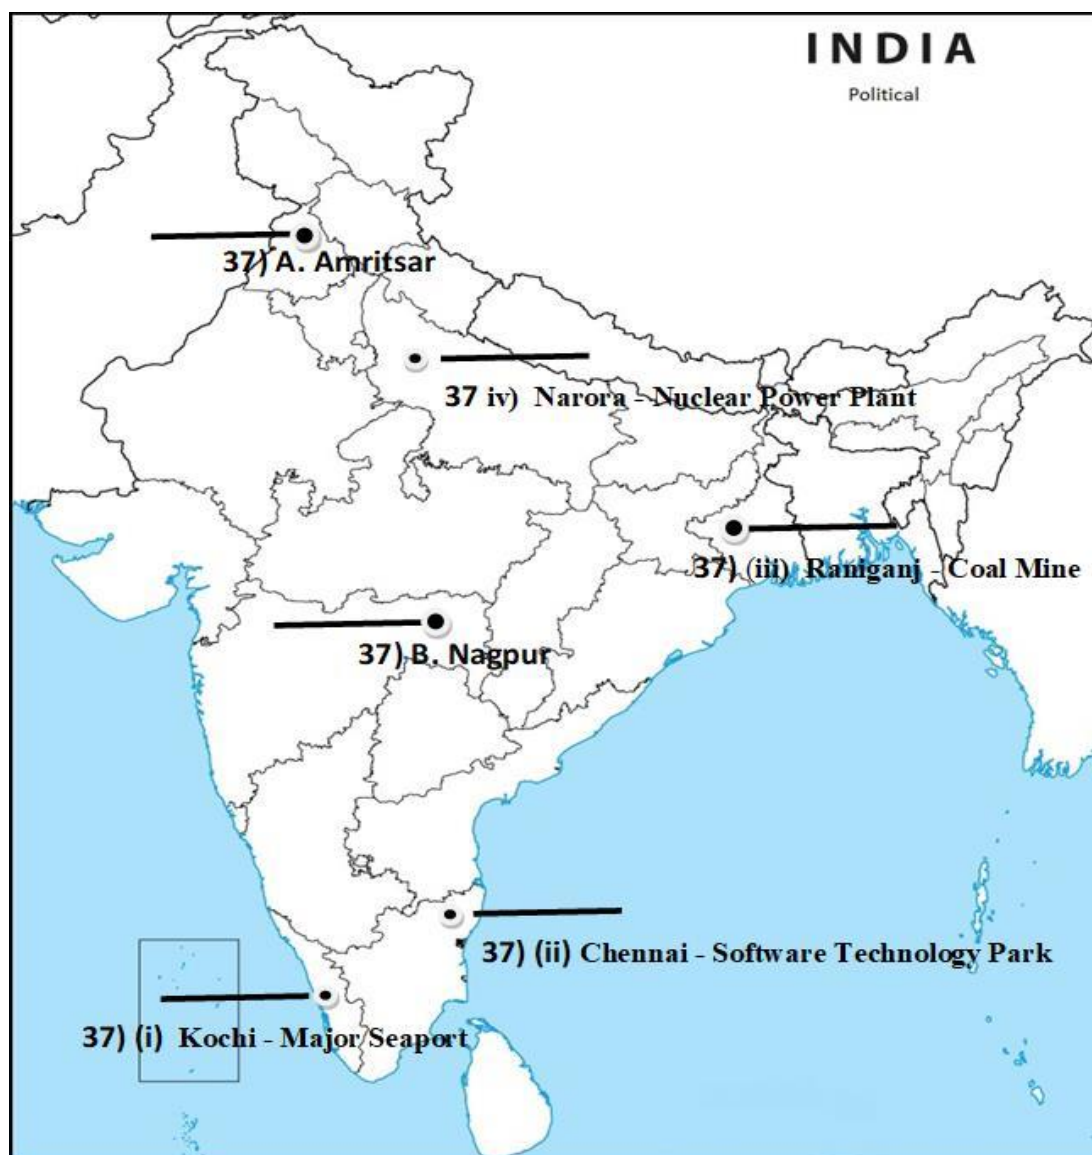 INDIA
Political
37) A. Amritsar
37 iv) Narora - Nuclear Power Plant
37) (iii) Raniganj - Coal Mine
37) B. Nagpur
37) (ii) Chennai - Software Technology Park
37) (i) Kochi - Major Seaport